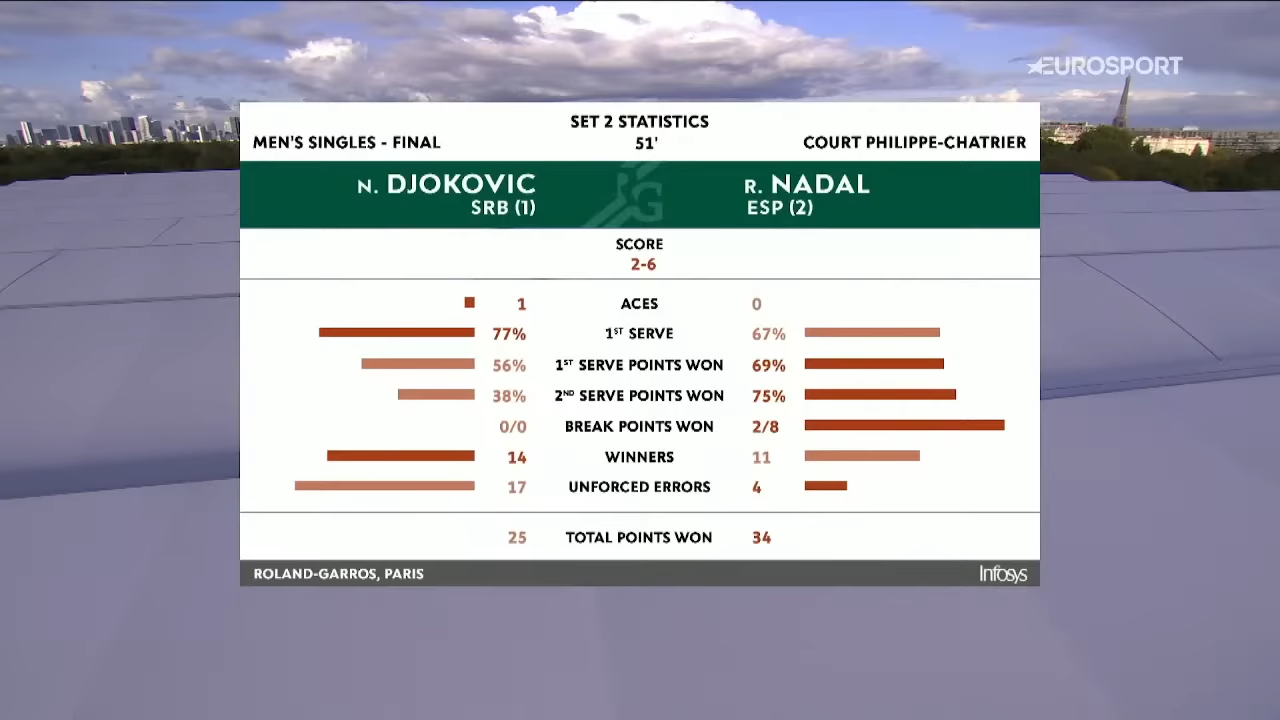 EUROSPORT
SET 2 STATISTICS
MEN'S SINGLES - FINAL 51' COURT PHILIPPE-CHATRIER
N. DJOKOVIC R. NADAL
SRB (1) ESP (2)
SCORE
2-6
1 ACES 0
77% 1ST SERVE 67%
56% 1ST SERVE POINTS WON 69%
38% 2ND SERVE POINTS WON 75%
0/0 BREAK POINTS WON 2/8
14 WINNERS 11
17 UNFORCED ERRORS 4
25 TOTAL POINTS WON 34
ROLAND-GARROS, PARIS Infosys